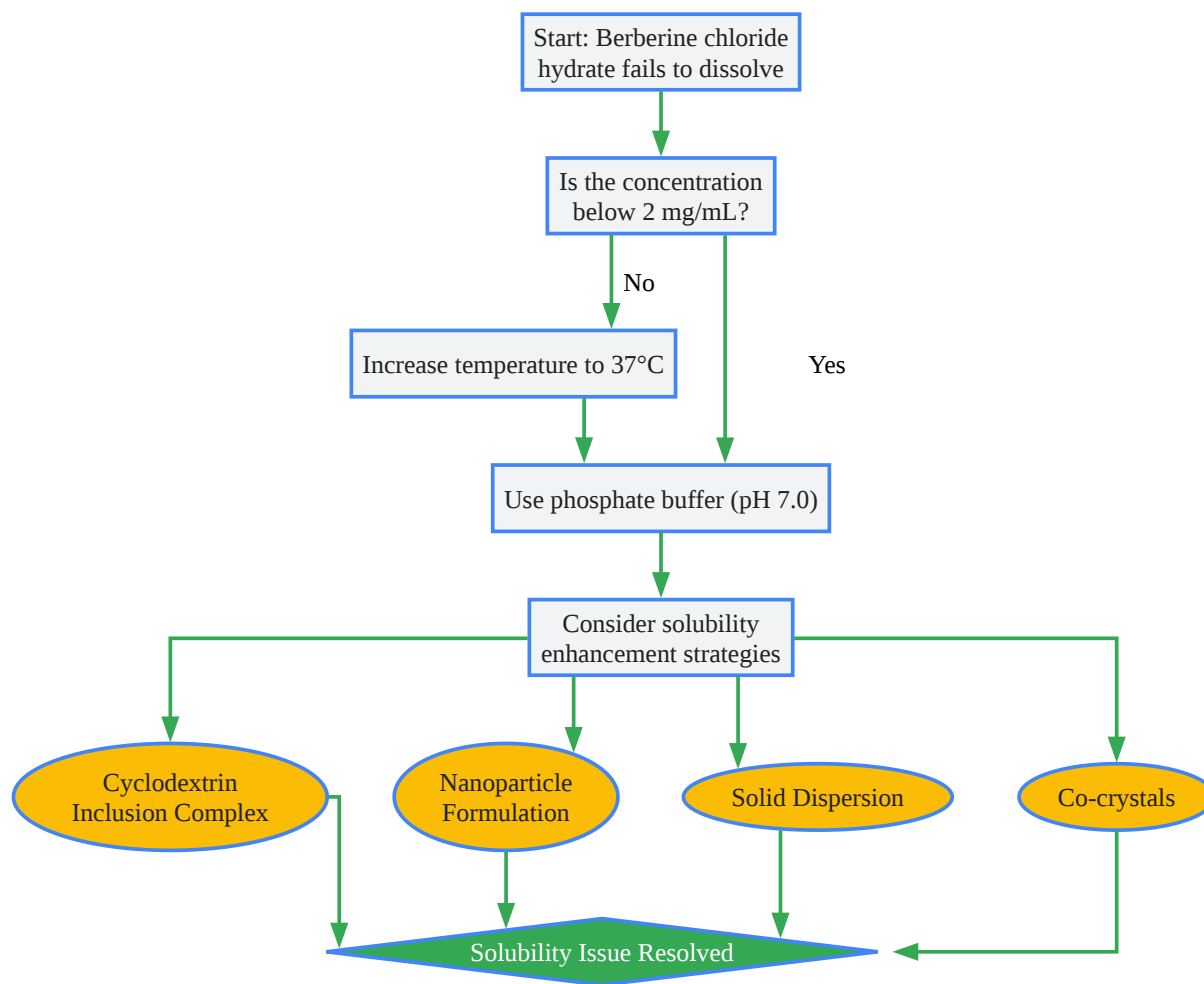 Start: Berberine chloride
hydrate fails to dissolve
Is the concentration
below 2 mg/mL?
No
Increase temperature to 37°C
Yes
Use phosphate buffer (pH 7.0)
Consider solubility
enhancement strategies
Cyclodextrin
Inclusion Complex
Nanoparticle
Formulation
Solid Dispersion
Co-crystals
Solubility Issue Resolved